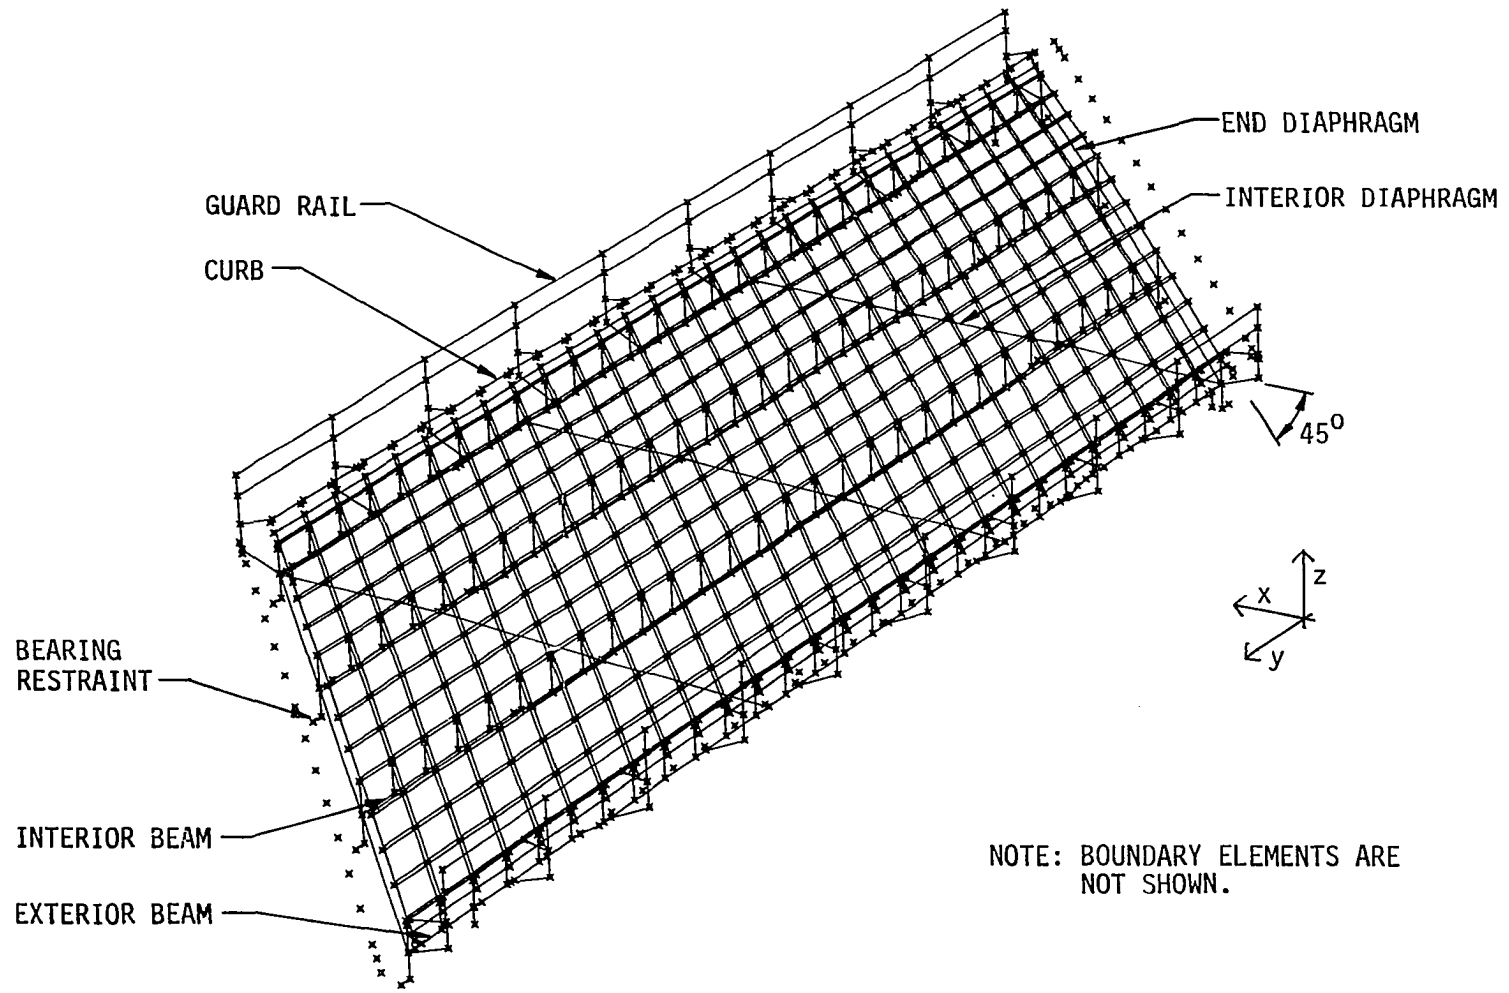 END DIAPHRAGM
INTERIOR DIAPHRAGM
GUARD RAIL
CURB
45°
z
x
y
BEARING
RESTRAINT
INTERIOR BEAM
EXTERIOR BEAM
NOTE: BOUNDARY ELEMENTS ARE
NOT SHOWN.